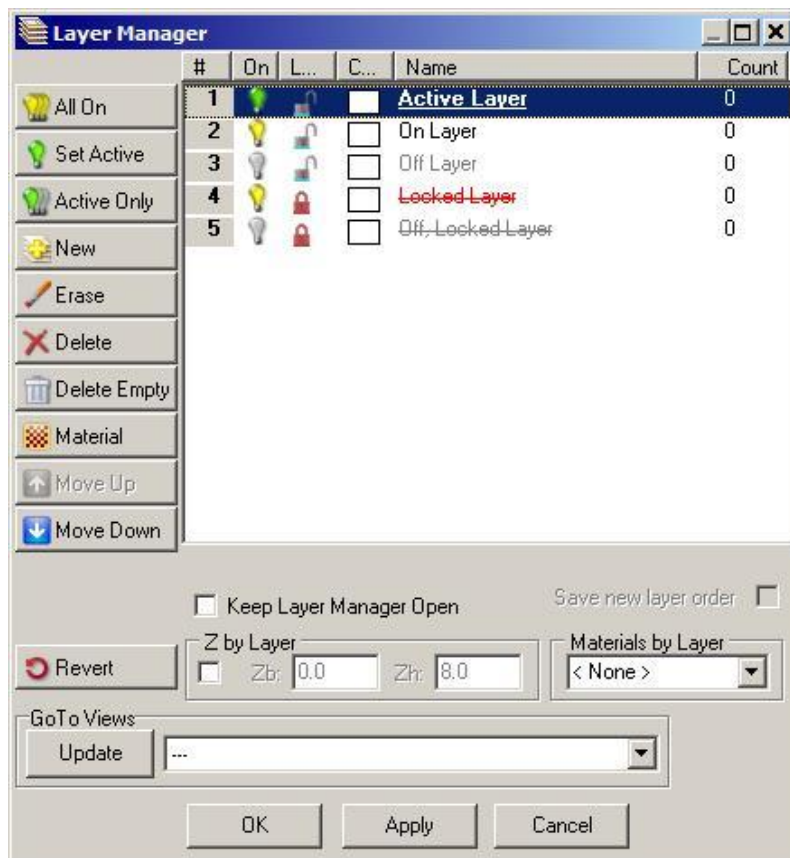 Layer Manager
# On L... C... Name Count
All On
Set Active
Active Only
New
Erase
Delete
Delete Empty
Material
Move Up
Move Down
1 Active Layer 0
2 On Layer 0
3 Off Layer 0
4 Locked Layer 0
5 Off, Locked Layer 0
Keep Layer Manager Open Save new layer order
Revert
Z by Layer
Zb: 0.0 Zh: 8.0
Materials by Layer
< None >
GoTo Views
Update ---
OK Apply Cancel